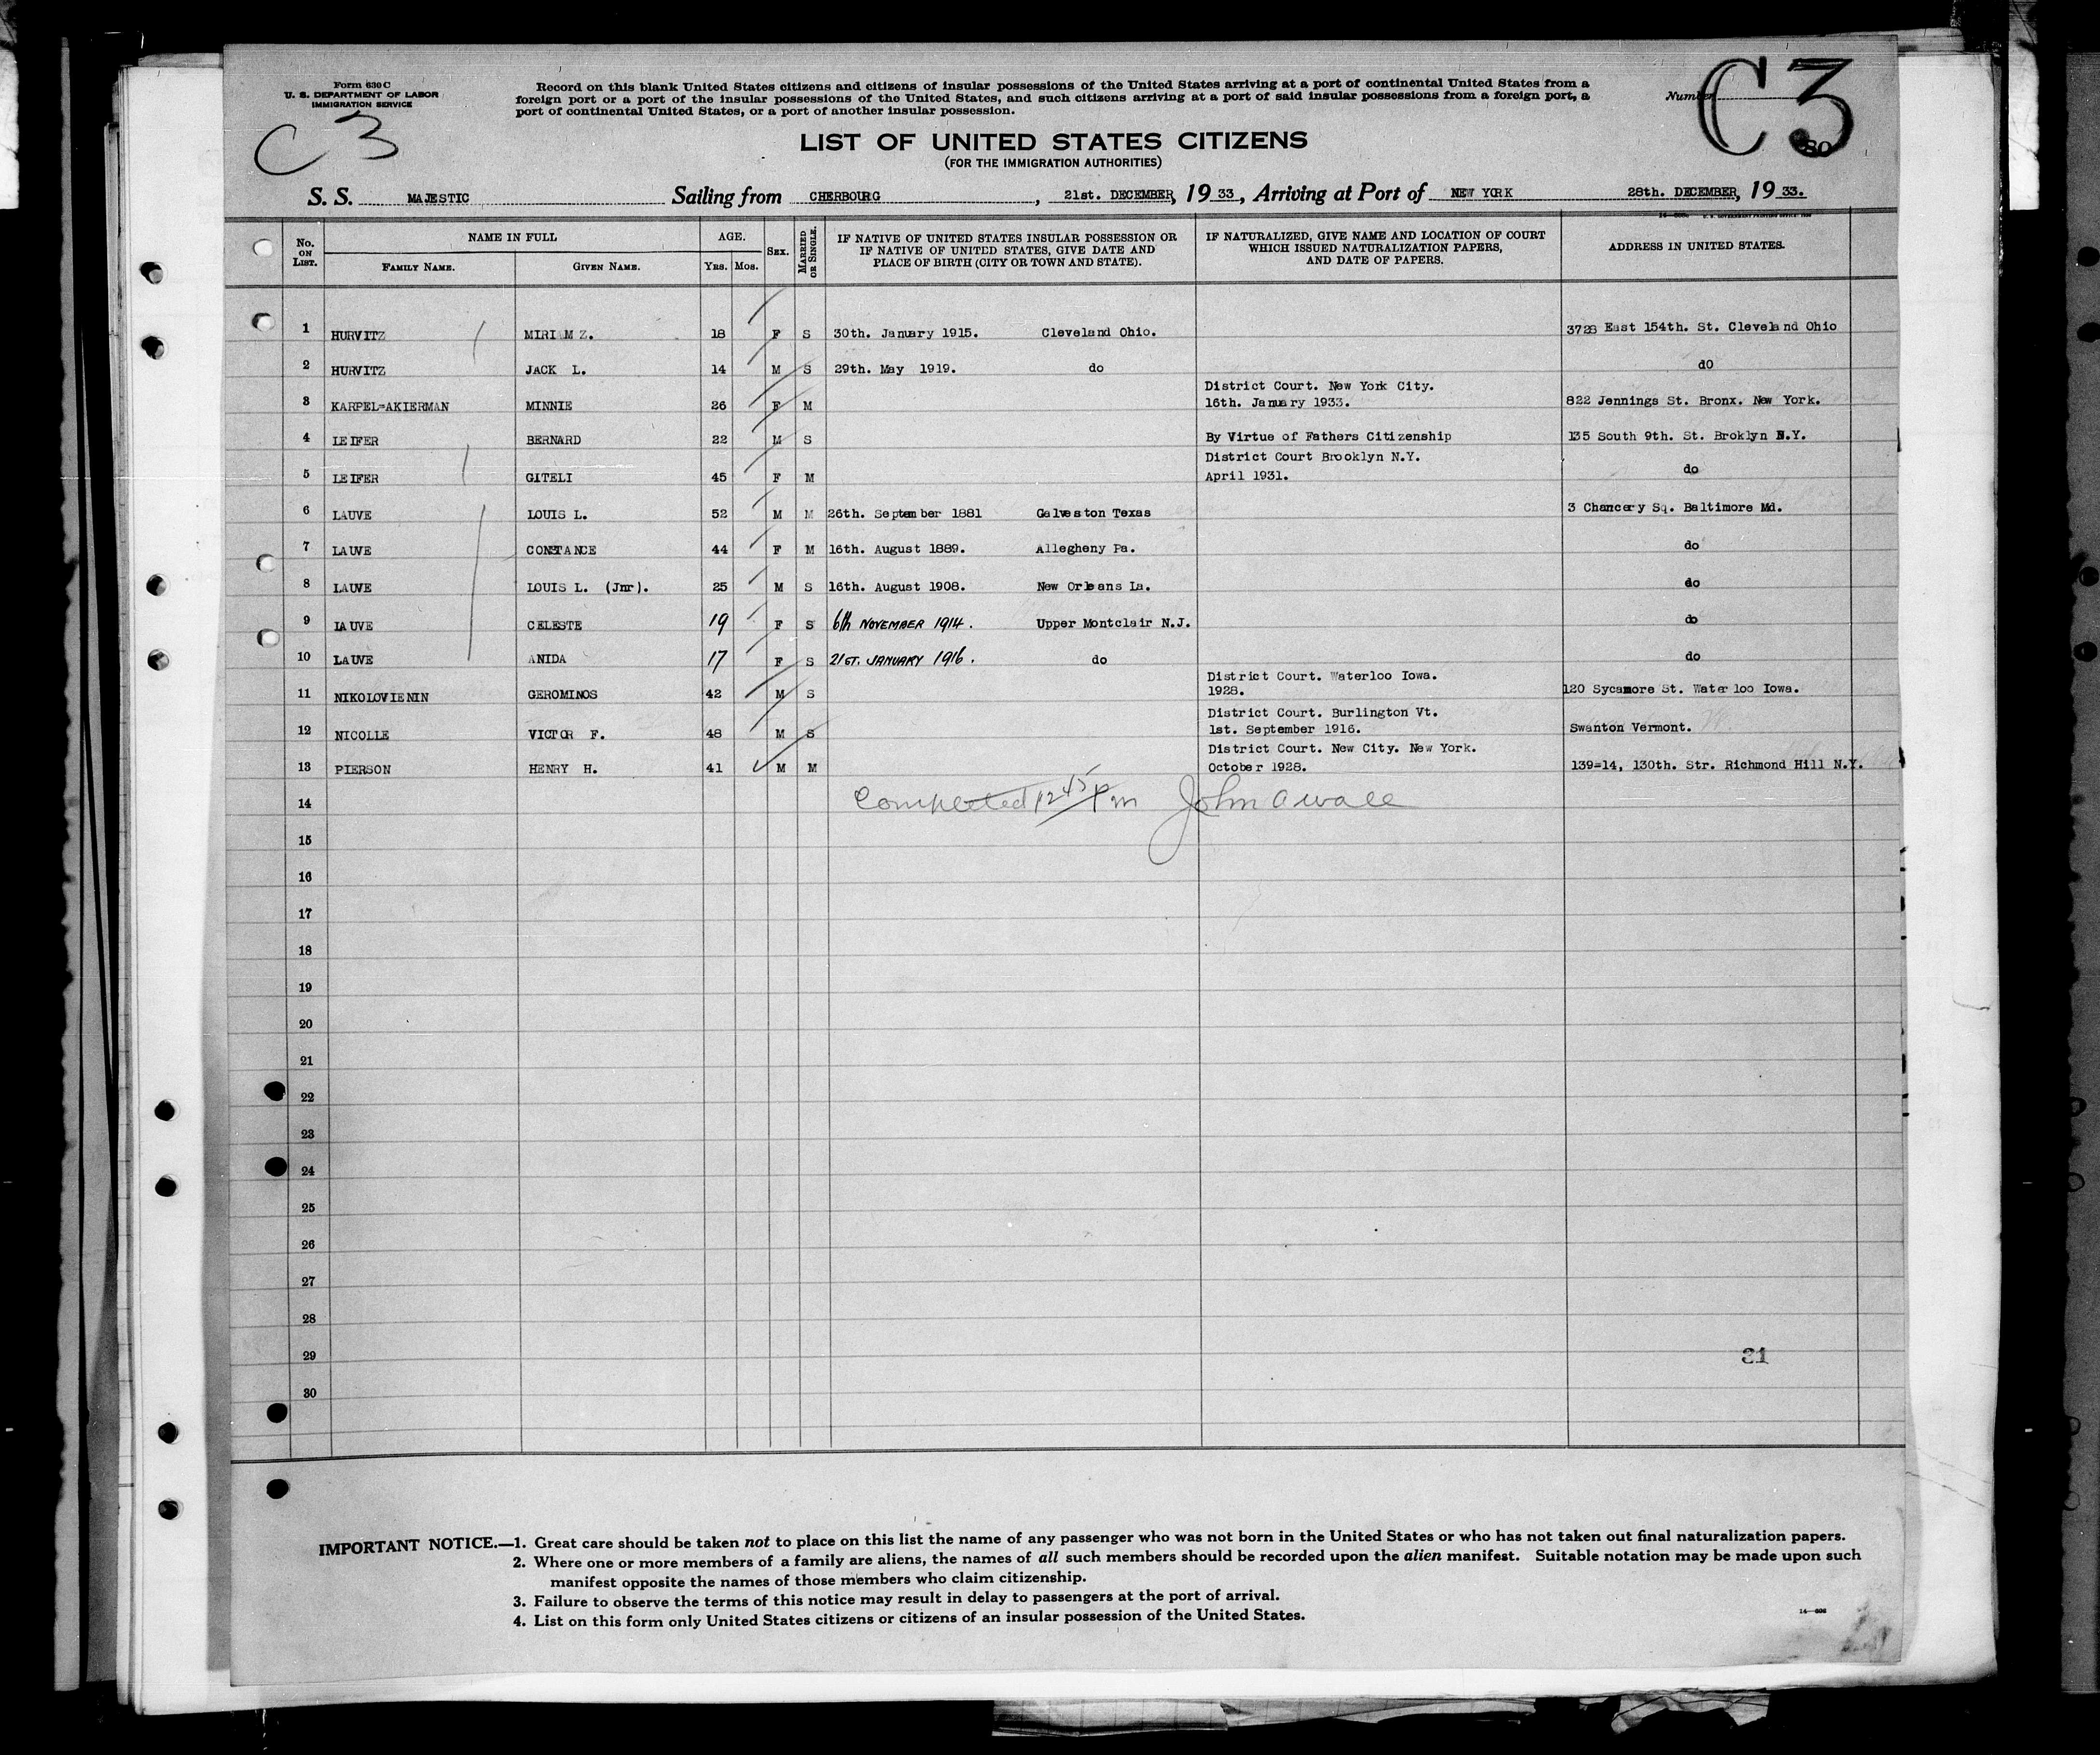 Form 630 C
U. S. DEPARTMENT OF LABOR
IMMIGRATION SERVICE
C 3
Record on this blank United States citizens and citizens of insular possessions of the United States arriving at a port of continental United States from a
foreign port or a port of the insular possessions of the United States, and such citizens arriving at a port of said insular possessions from a foreign port, a
port of continental United States, or a port of another insular possession.
Number
C3
LIST OF UNITED STATES CITIZENS
(FOR THE IMMIGRATION AUTHORITIES)
S. S. MAJESTIC Sailing from CHERBOURG, 21st. DECEMBER, 19 33, Arriving at Port of NEW YORK 28th. DECEMBER, 19 33.
No. ON LIST. NAME IN FULL FAMILY NAME. GIVEN NAME. AGE. YRS. MOS. SEX. MARRIED OR SINGLE. IF NATIVE OF UNITED STATES INSULAR POSSESSION OR IF NATIVE OF UNITED STATES, GIVE DATE AND PLACE OF BIRTH (CITY OR TOWN AND STATE). IF NATURALIZED, GIVE NAME AND LOCATION OF COURT WHICH ISSUED NATURALIZATION PAPERS, AND DATE OF PAPERS. ADDRESS IN UNITED STATES.
1 HURVITZ MIRIAM Z. 18 F S 30th. January 1915. Cleveland Ohio. 3728 East 154th. St. Cleveland Ohio
2 HURVITZ JACK L. 14 M S 29th. May 1919. do dO
District Court. New York City.
3 KARPEL=AKIERMAN MINNIE 26 F M 16th. January 1933. 822 Jennings St. Bronx. New York.
4 LEIFER BERNARD 22 M S By Virtue of Fathers Citizenship 135 South 9th. St. Broklyn N.Y.
District Court Brooklyn N.Y.
5 LEIFER GITELI 45 F M April 1931. do
6 LAUVE LOUIS L. 52 M M 26th. September 1881 Galveston Texas 3 Chancery Sq. Baltimore Md.
7 LAUVE CONSTANCE 44 F M 16th. August 1889. Allegheny Pa. do
8 LAUVE LOUIS L. (Jnr). 25 M S 16th. August 1908. New Orleans La. do
9 LAUVE CELESTE 19 F S 6th NOVEMBER 1914. Upper Montclair N.J. do
10 LAUVE ANIDA 17 F S 21ST. JANUARY 1916. do do
District Court. Waterloo Iowa.
11 NIKOLOVIENIN GEROMINOS 42 M S 1928. 120 Sycamore St. Waterloo Iowa.
District Court. Burlington Vt.
12 NICOLLE VICTOR F. 48 M S 1st. September 1916. Swanton Vermont.
District Court. New City. New York.
13 PIERSON HENRY H. 41 M M October 1928. 139=14, 130th. Str. Richmond Hill N.Y.
14 Completed 12 45 Pm John A Wall
15
16
17
18
19
20
21
22
23
24
25
26
27
28
29 31
30
IMPORTANT NOTICE.—1. Great care should be taken not to place on this list the name of any passenger who was not born in the United States or who has not taken out final naturalization papers.
2. Where one or more members of a family are aliens, the names of all such members should be recorded upon the alien manifest. Suitable notation may be made upon such
manifest opposite the names of those members who claim citizenship.
3. Failure to observe the terms of this notice may result in delay to passengers at the port of arrival.
4. List on this form only United States citizens or citizens of an insular possession of the United States.